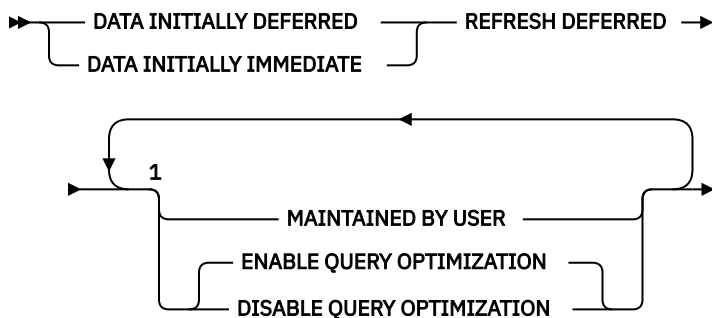 DATA INITIALLY DEFERRED REFRESH DEFERRED
DATA INITIALLY IMMEDIATE
1
MAINTAINED BY USER
ENABLE QUERY OPTIMIZATION
DISABLE QUERY OPTIMIZATION